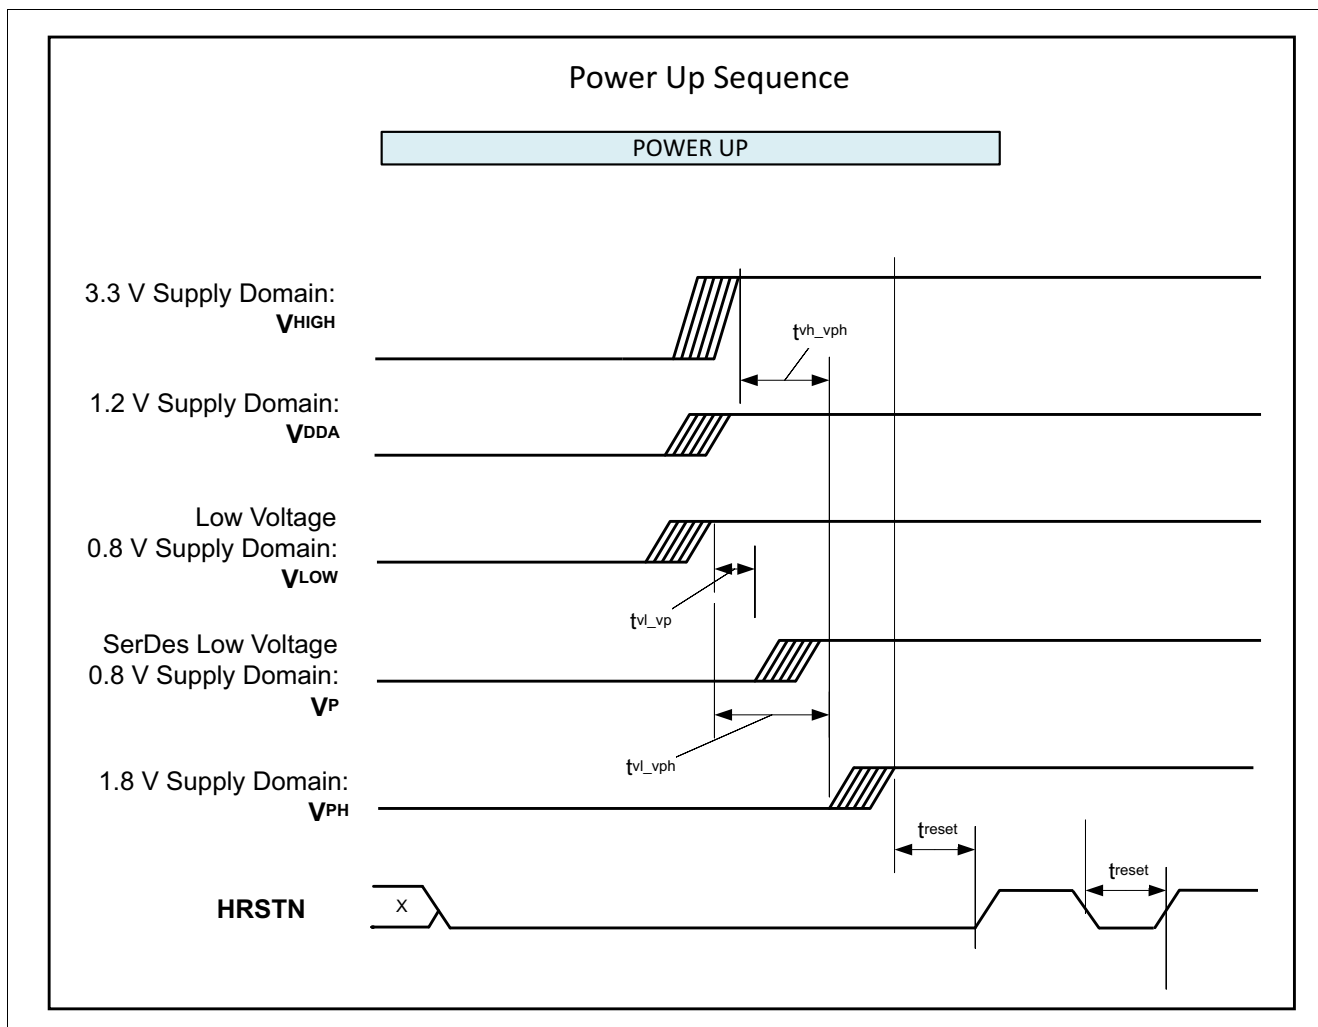 Power Up Sequence
POWER UP
3.3 V Supply Domain:
VHIGH
tvh_vph
1.2 V Supply Domain:
VDDA
Low Voltage
0.8 V Supply Domain:
VLOW
tvl_vp
SerDes Low Voltage
0.8 V Supply Domain:
VP
tvl_vph
1.8 V Supply Domain:
VPH
treset
treset
HRSTN
X